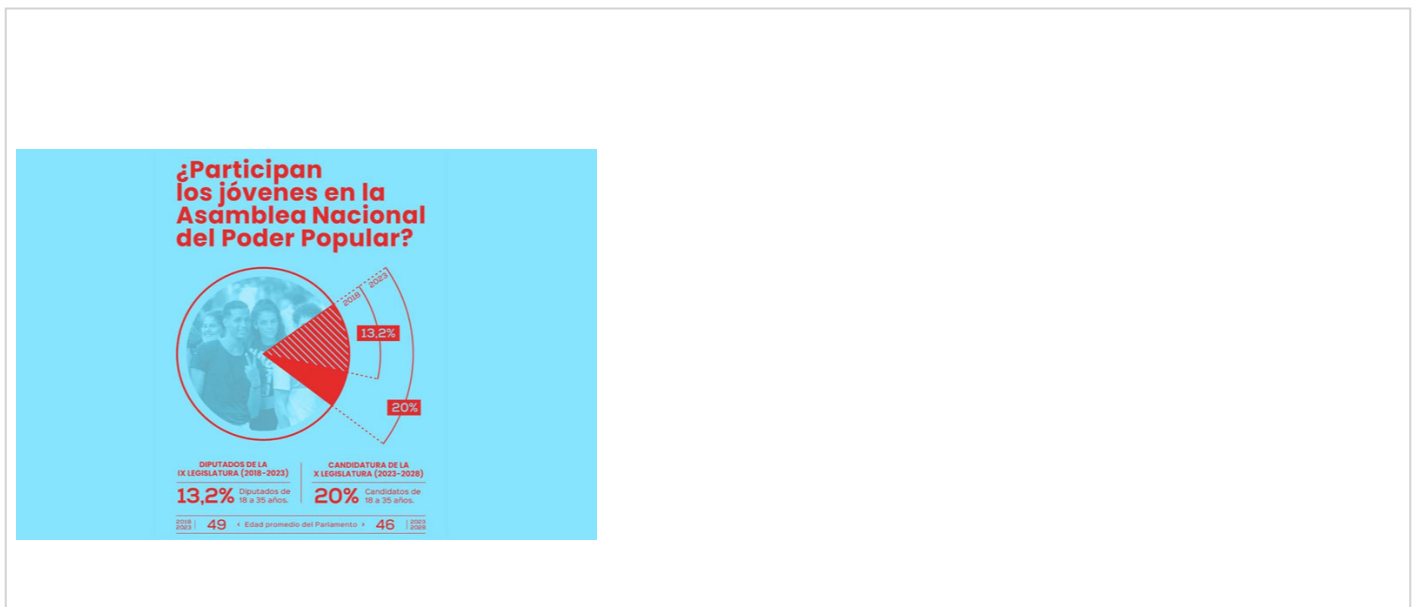 ¿Participan
los jóvenes en la
Asamblea Nacional
del Poder Popular?
2018
2023
13,2%
20%
DIPUTADOS DE LA
IX LEGISLATURA (2018-2023)
13,2% Diputados de
18 a 35 años.
CANDIDATURA DE LA
X LEGISLATURA (2023-2028)
20% Candidatos de
18 a 35 años.
2018
2023
49 • Edad promedio del Parlamento • 46
2023
2028